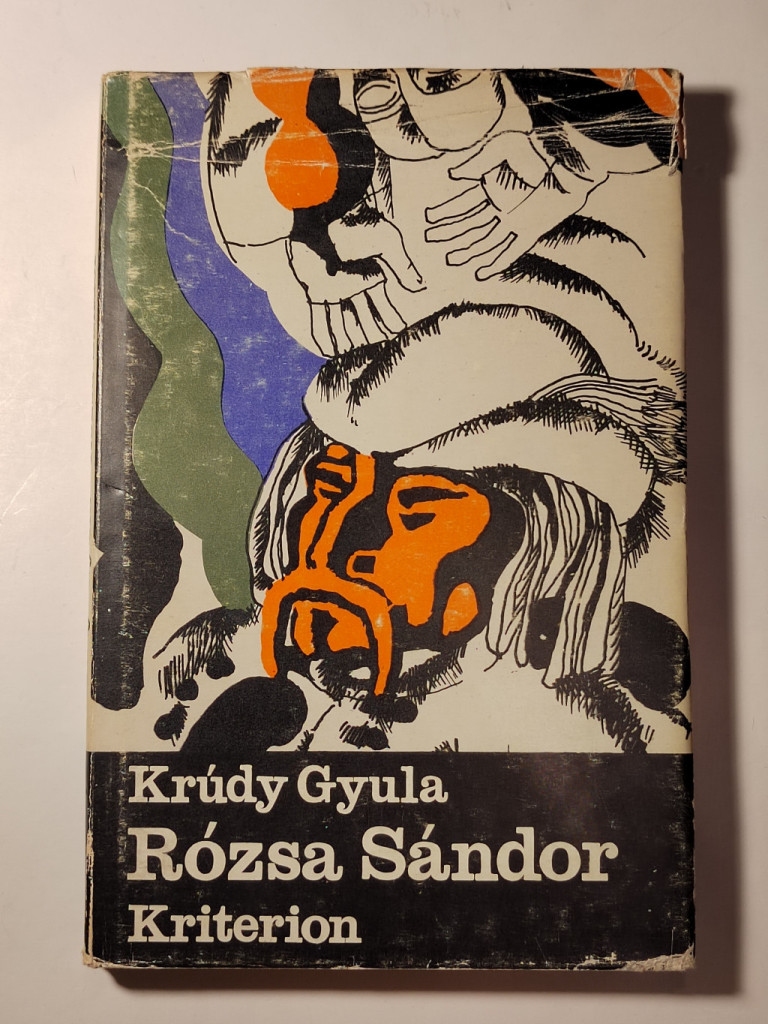 Krúdy Gyula
Rózsa Sándor
Kriterion